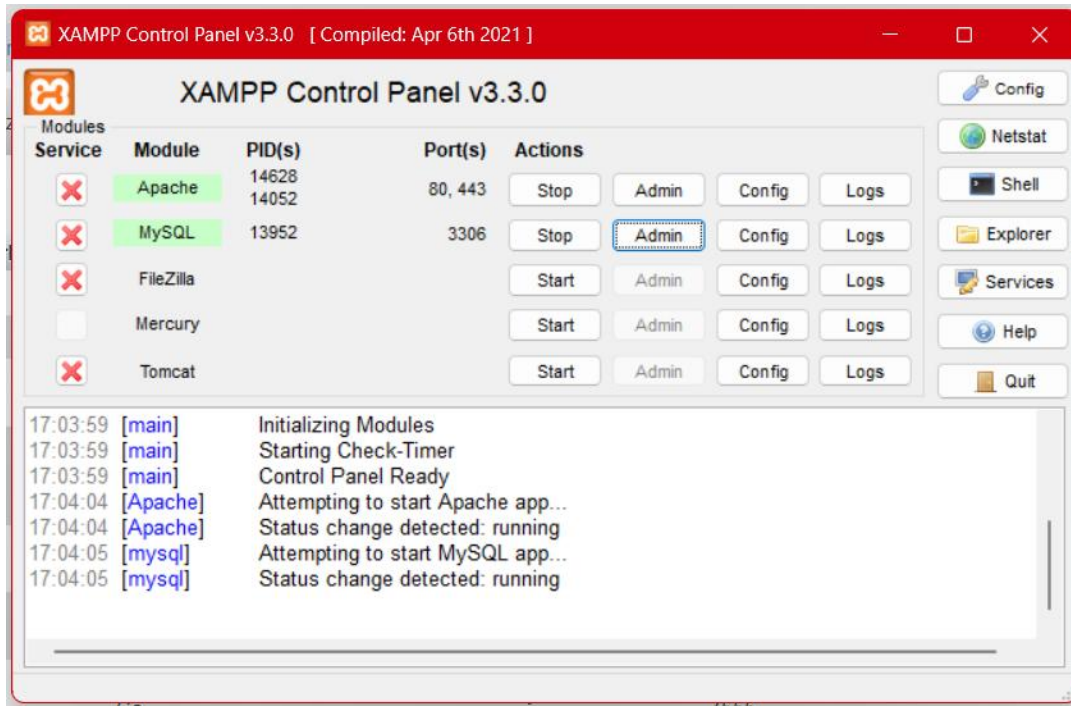 XAMPP Control Panel v3.3.0 [ Compiled: Apr 6th 2021 ]
XAMPP Control Panel v3.3.0
Config
Modules
Service Module PID(s) Port(s) Actions
Netstat
Apache 14628 14052 80, 443 Stop Admin Config Logs
Shell
MySQL 13952 3306 Stop Admin Config Logs
Explorer
FileZilla Start Admin Config Logs
Services
Mercury Start Admin Config Logs
Help
Tomcat Start Admin Config Logs
Quit
17:03:59 [main] Initializing Modules
17:03:59 [main] Starting Check-Timer
17:03:59 [main] Control Panel Ready
17:04:04 [Apache] Attempting to start Apache app...
17:04:04 [Apache] Status change detected: running
17:04:05 [mysql] Attempting to start MySQL app...
17:04:05 [mysql] Status change detected: running